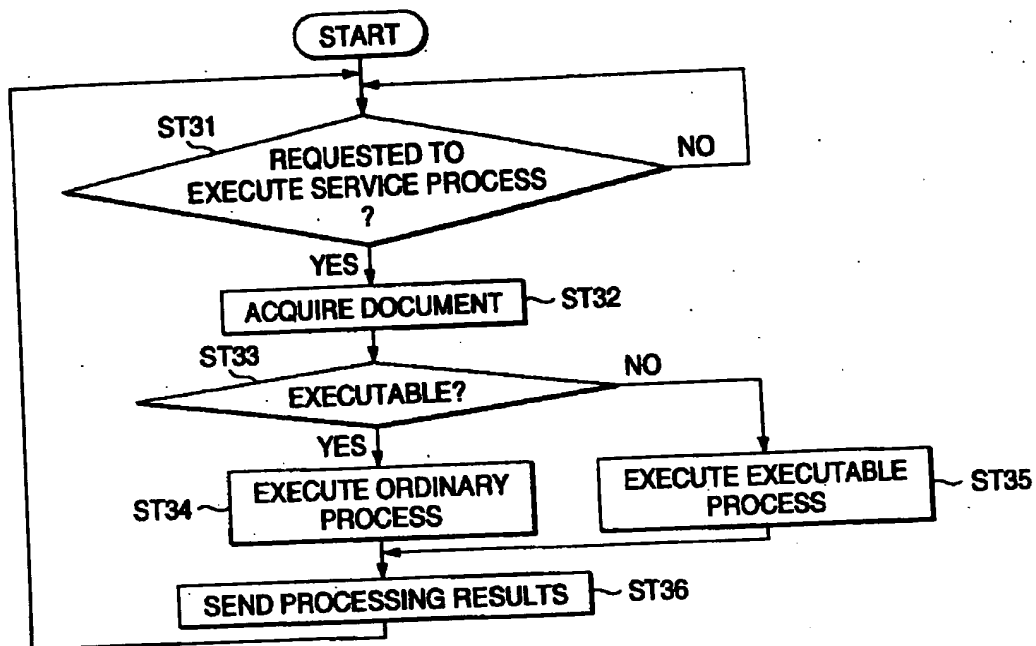 START
ST31
REQUESTED TO
EXECUTE SERVICE PROCESS
?
NO
YES
ACQUIRE DOCUMENT
ST32
ST33
EXECUTABLE?
NO
YES
ST34
EXECUTE ORDINARY
PROCESS
EXECUTE EXECUTABLE
PROCESS
ST35
SEND PROCESSING RESULTS
ST36